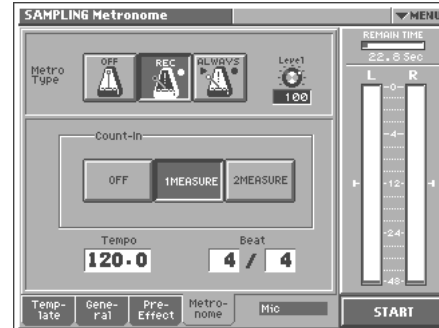 SAMPLING Metronome
▼MENU
REMAIN TIME
22.8 Sec
Metro Type
OFF
REC
ALWAYS
Level
100
L R
-0-
-4-
-12-
-24-
-48-
Count-In
OFF
1MEASURE
2MEASURE
Tempo
120.0
Beat
4 / 4
Temp-late
Gene-ral
Pre-Effect
Metro-nome
Mic
START